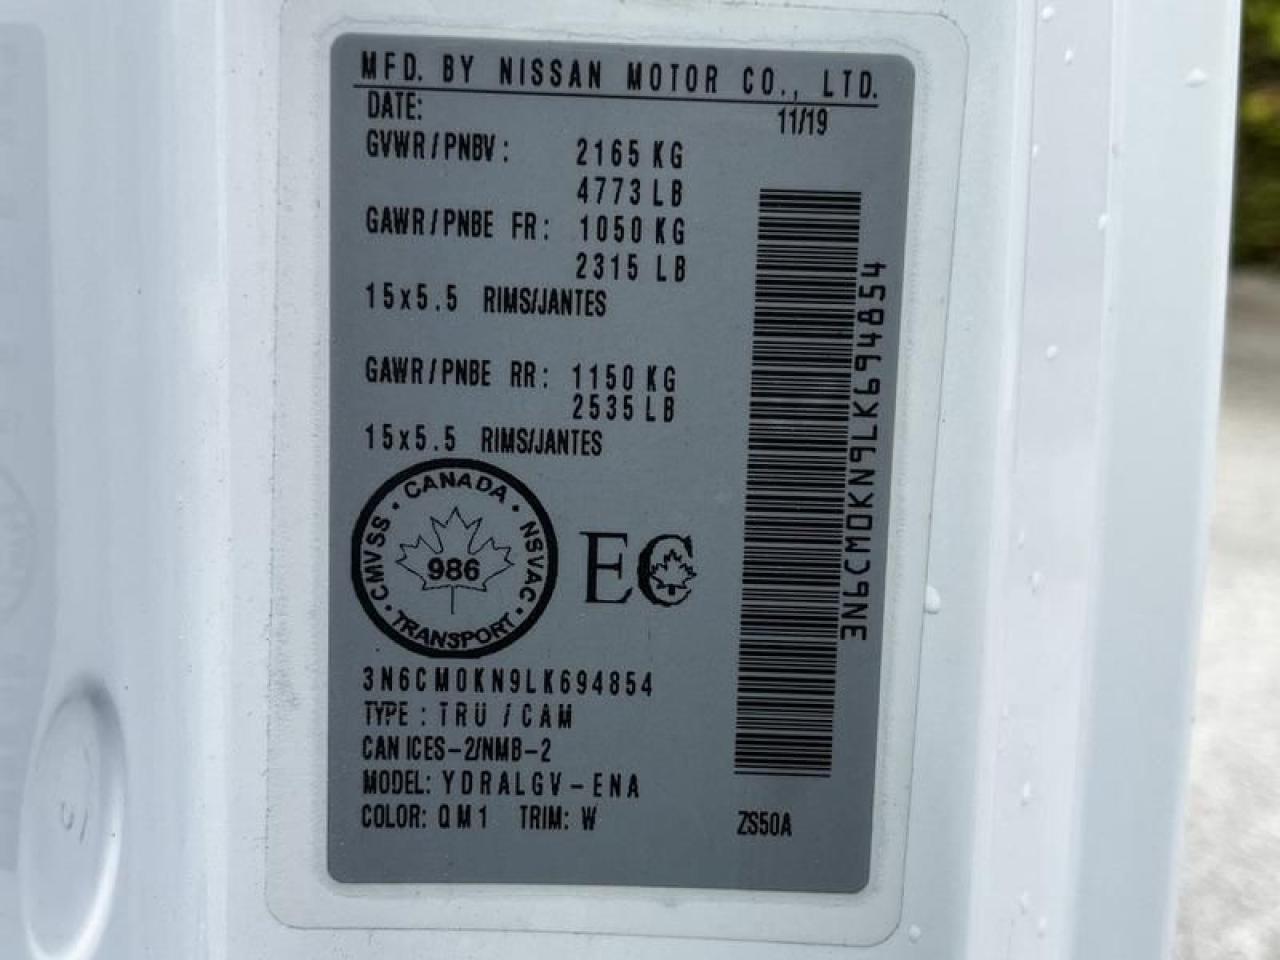 MFD. BY NISSAN MOTOR CO., LTD.
DATE: 11/19
GVWR/PNBV: 2165 KG
4773 LB
GAWR/PNBE FR: 1050 KG
2315 LB
15x5.5 RIMS/JANTES
GAWR/PNBE RR: 1150 KG
2535 LB
15x5.5 RIMS/JANTES
CANADA
CMVSS
NSVAC
986
TRANSPORT
EC
3N6CM0KN9LK694854
TYPE: TRU / CAM
CAN ICES-2/NMB-2
MODEL: YDRALGV-ENA
COLOR: QM1 TRIM: W
ZS50A
3N6CM0KN9LK694854